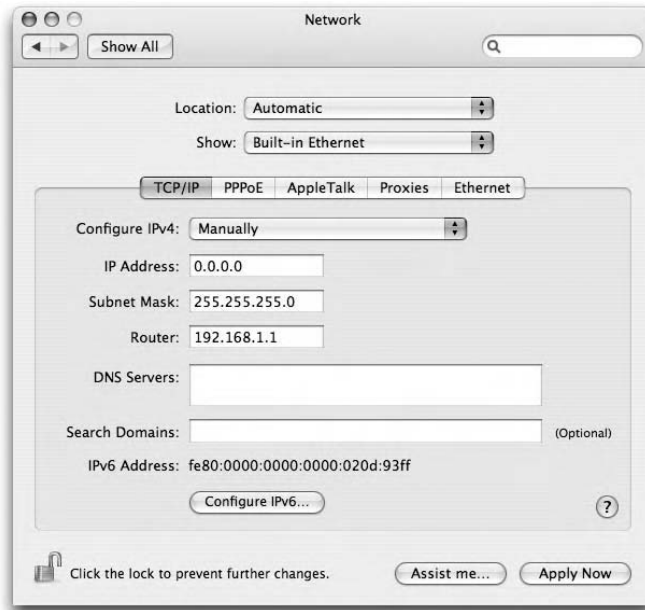 Network
Show All
Location: Automatic
Show: Built-in Ethernet
TCP/IP PPPoE AppleTalk Proxies Ethernet
Configure IPv4: Manually
IP Address: 0.0.0.0
Subnet Mask: 255.255.255.0
Router: 192.168.1.1
DNS Servers:
Search Domains: (Optional)
IPv6 Address: fe80:0000:0000:0000:020d:93ff
Configure IPv6...
?
Click the lock to prevent further changes. Assist me... Apply Now